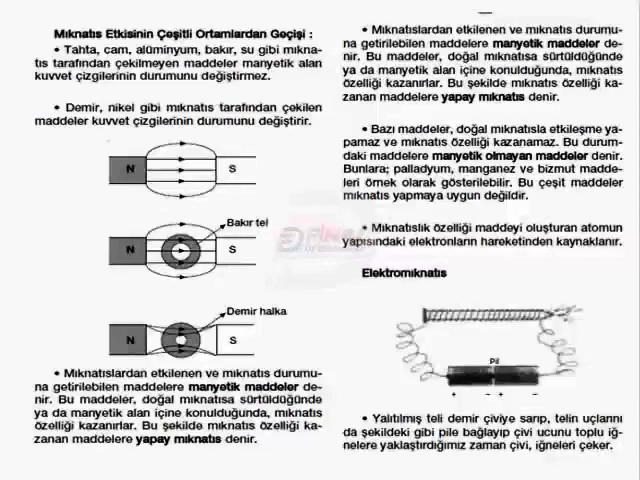 Mıknatıs Etkisinin Çeşitli Ortamlardan Geçişi :
• Tahta, cam, alüminyum, bakır, su gibi mıkna-
tıs tarafından çekilmeyen maddeler manyetik alan
kuvvet çizgilerinin durumunu değiştirmez.
• Demir, nikel gibi mıknatıs tarafından çekilen
maddeler kuvvet çizgilerinin durumunu değiştirir.
N S
Bakır tel
N S
Demir halka
N S
• Mıknatıslardan etkilenen ve mıknatıs durumu-
na getirilebilen maddelere manyetik maddeler de-
nir. Bu maddeler, doğal mıknatısa sürtüldüğünde
ya da manyetik alan içine konulduğunda, mıknatıs
özelliği kazanırlar. Bu şekilde mıknatıs özelliği ka-
zanan maddelere yapay mıknatıs denir.
• Mıknatıslardan etkilenen ve mıknatıs durumu-
na getirilebilen maddelere manyetik maddeler de-
nir. Bu maddeler, doğal mıknatısa sürtüldüğünde
ya da manyetik alan içine konulduğunda, mıknatıs
özelliği kazanırlar. Bu şekilde mıknatıs özelliği ka-
zanan maddelere yapay mıknatıs denir.
• Bazı maddeler, doğal mıknatısla etkileşme ya-
pamaz ve mıknatıs özelliği kazanamaz. Bu durum-
daki maddelere manyetik olmayan maddeler denir.
Bunlara; palladyum, manganez ve bizmut madde-
leri örnek olarak gösterilebilir. Bu çeşit maddeler
mıknatıs yapmaya uygun değildir.
• Mıknatıslık özelliği maddeyi oluşturan atomun
yapısındaki elektronların hareketinden kaynaklanır.
Elektromıknatıs
Pil
+ − + −
• Yalıtılmış teli demir çiviye sarıp, telin uçlarını
da şekildeki gibi pile bağlayıp çivi ucunu toplu iğ-
nelere yaklaştırdığımız zaman çivi, iğneleri çeker.